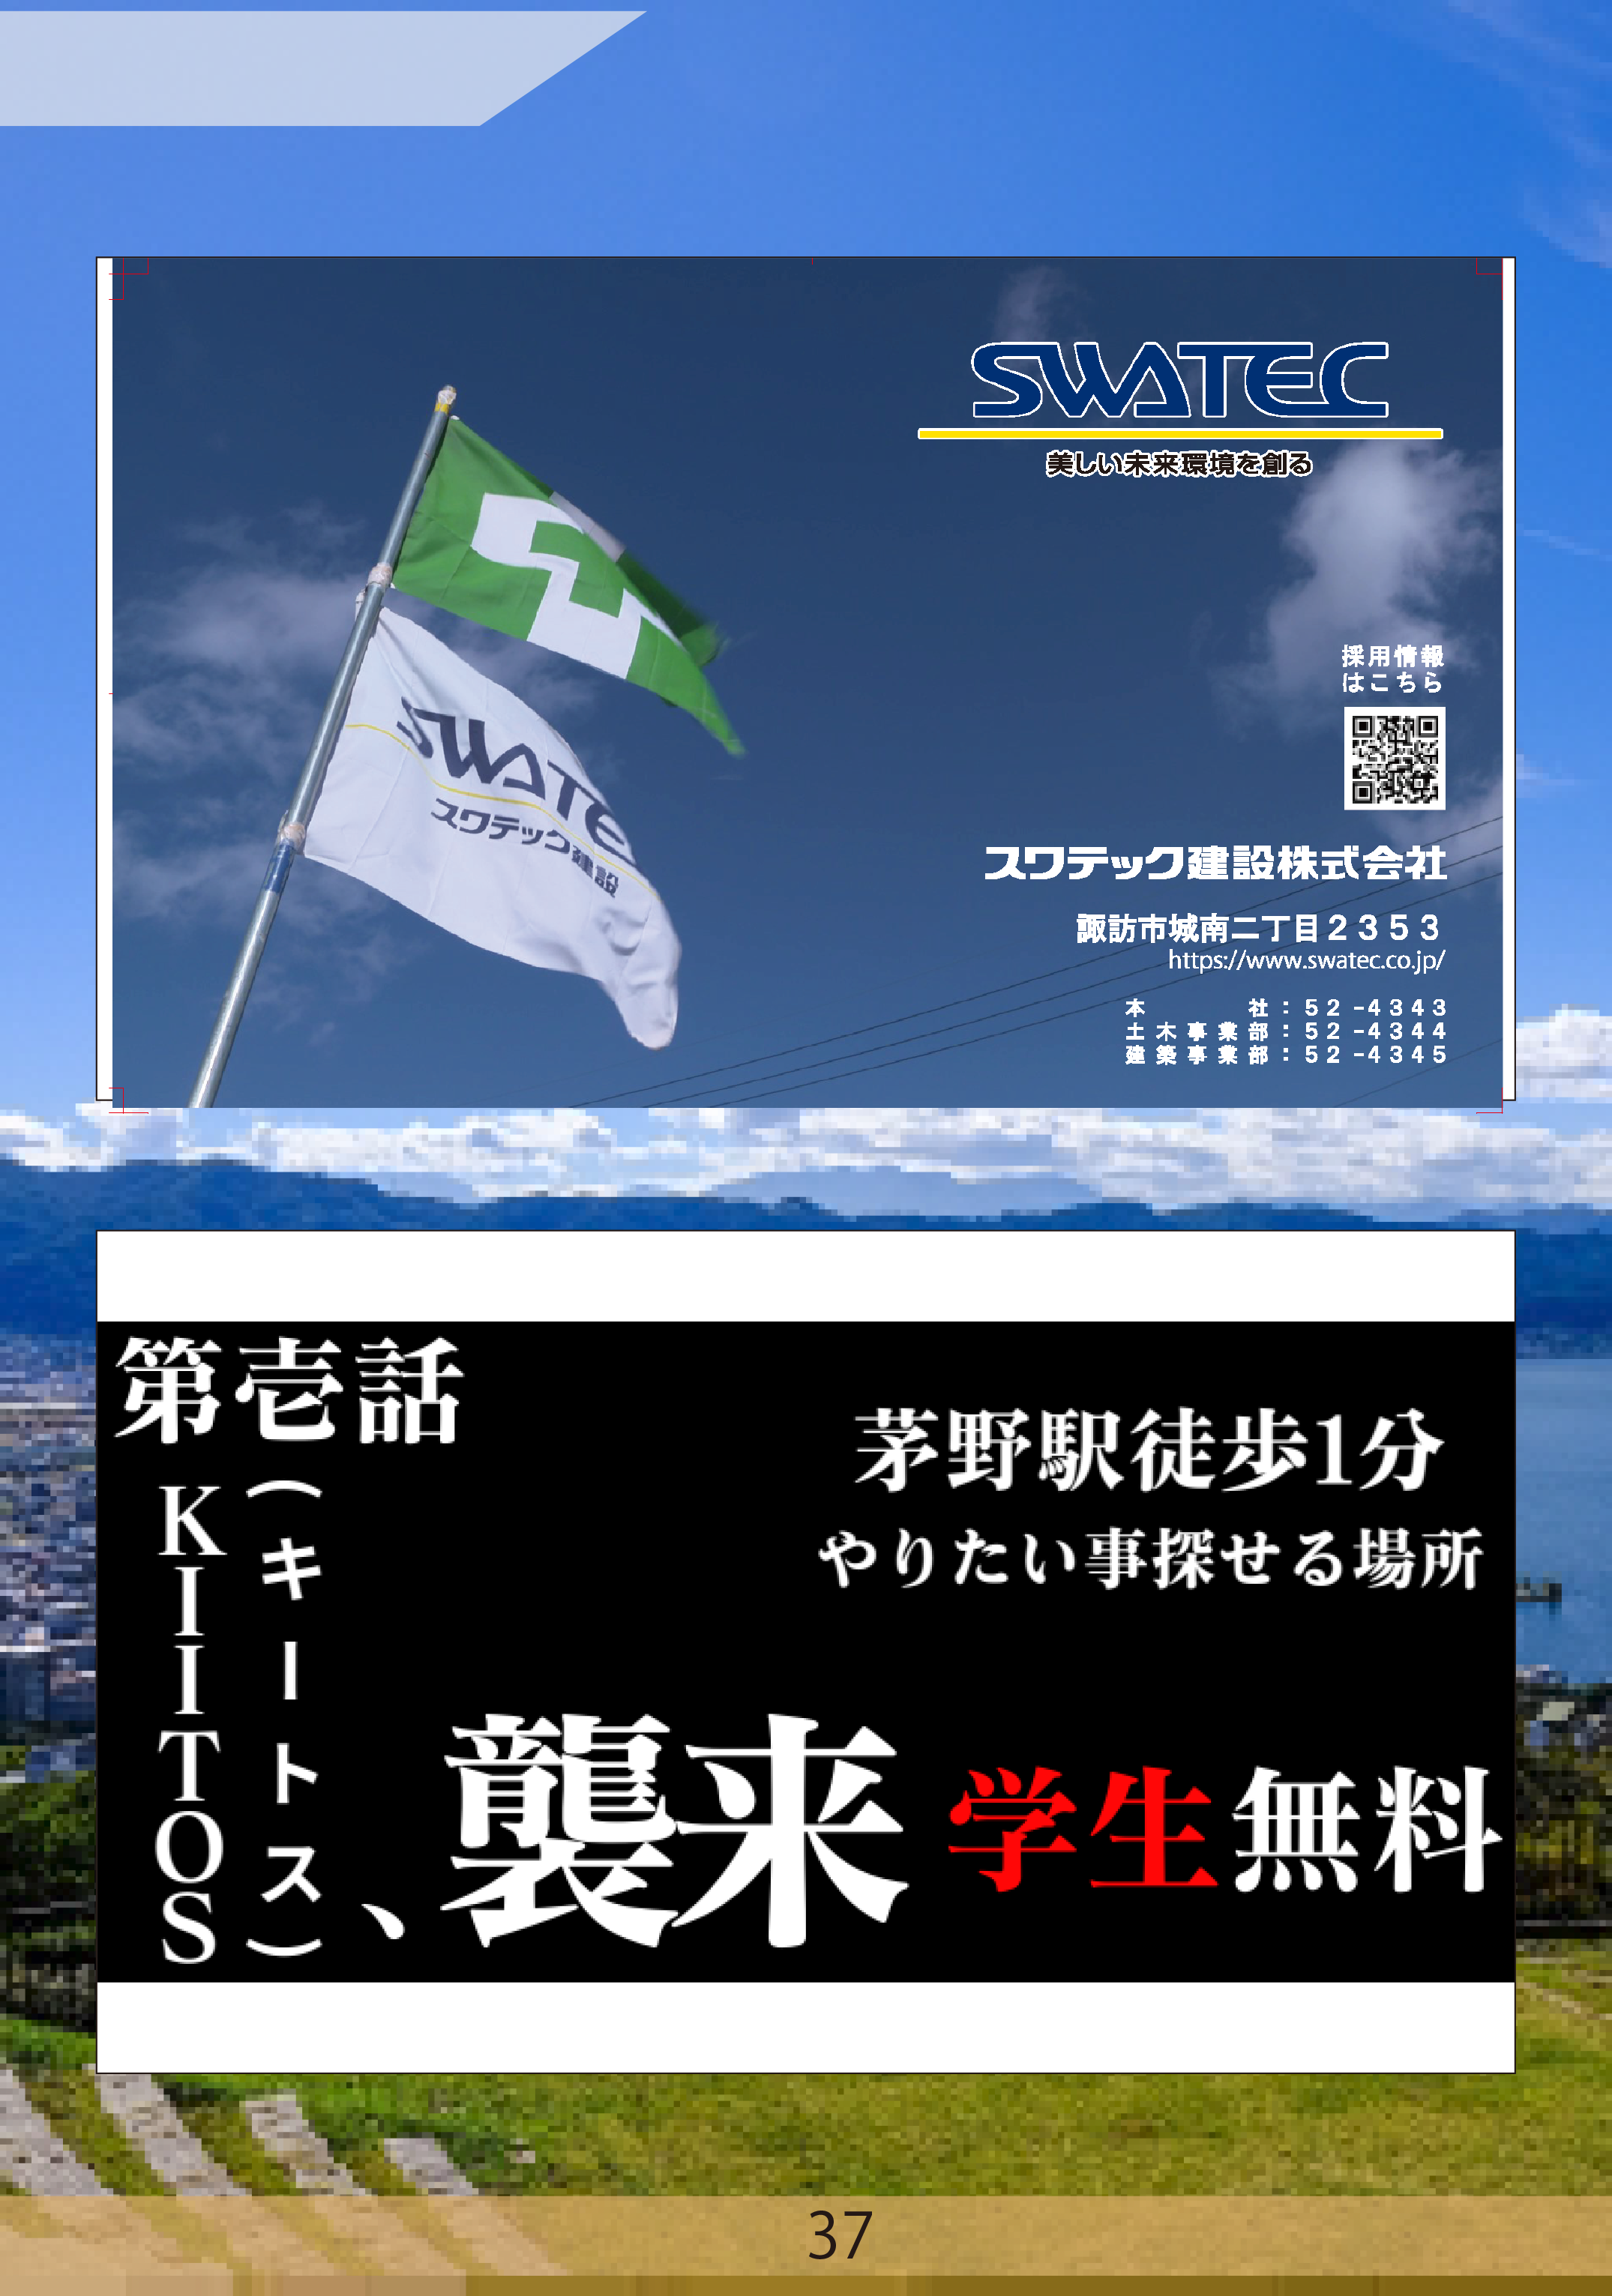 SWATEC
美しい未来環境を創る
SWATE
スワテック建設
採用情報
はこちら
スワテック建設株式会社
諏訪市城南二丁目2353
https://www.swatec.co.jp/
本社:52-4343
土木事業部:52-4344
建築事業部:52-4345
第壱話
KIITOS
(キートス)
、襲来
茅野駅徒歩1分
やりたい事探せる場所
学生無料
37